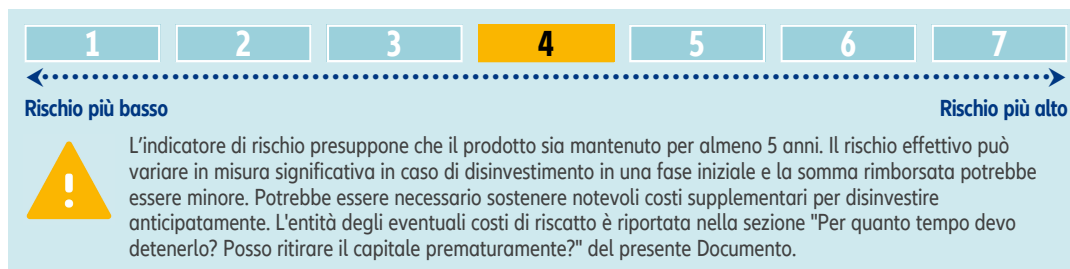 1 2 3 4 5 6 7
Rischio più basso Rischio più alto
L'indicatore di rischio presuppone che il prodotto sia mantenuto per almeno 5 anni. Il rischio effettivo può
variare in misura significativa in caso di disinvestimento in una fase iniziale e la somma rimborsata potrebbe
essere minore. Potrebbe essere necessario sostenere notevoli costi supplementari per disinvestire
anticipatamente. L'entità degli eventuali costi di riscatto è riportata nella sezione "Per quanto tempo devo
detenerlo? Posso ritirare il capitale prematuramente?" del presente Documento.